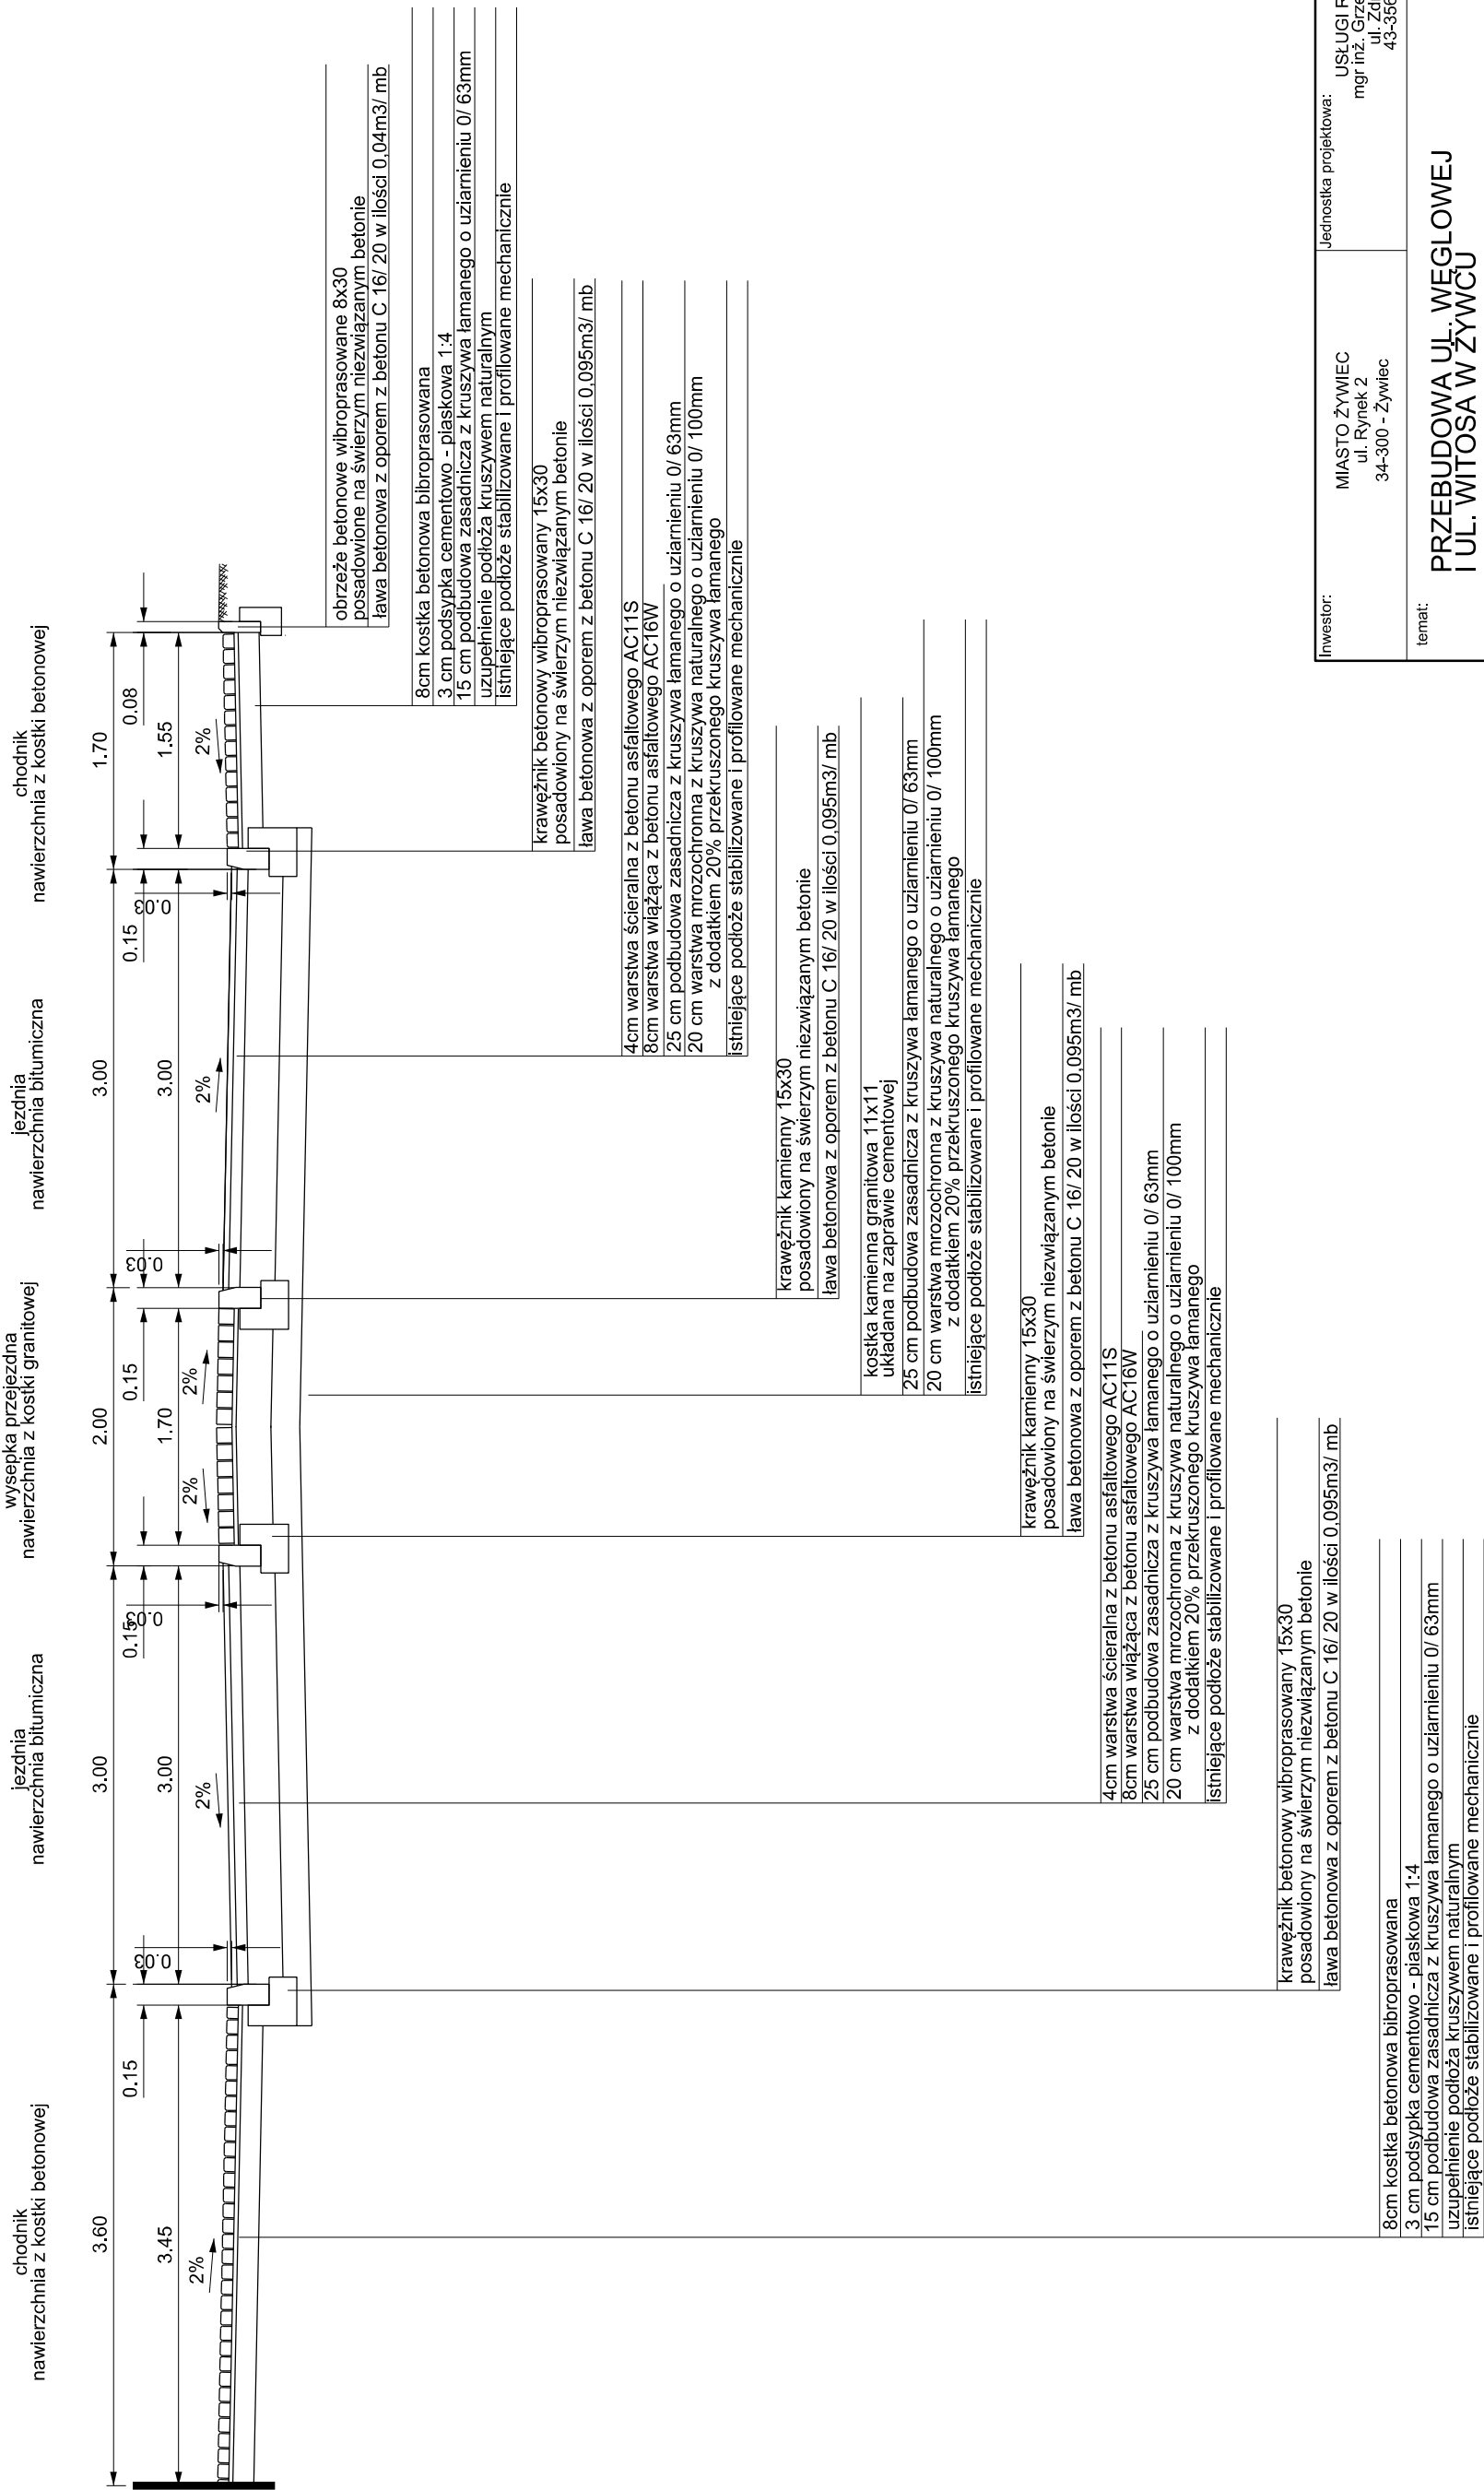 chodnik
nawierzchnia z kostki betonowej
jezdnia
nawierzchnia bitumiczna
wysepka przejezdna
nawierzchnia z kostki granitowej
jezdnia
nawierzchnia bitumiczna
chodnik
nawierzchnia z kostki betonowej
3.60
3.00
2.00
3.00
1.70
0.15
0.15
0.15
0.15
0.08
0.03
0.03
0.03
0.03
3.45
3.00
1.70
3.00
1.55
2%
2%
2%
2%
2%
2%
obrzeże betonowe wibroprasowane 8x30
posadowione na świerzym niezwiązanym betonie
ława betonowa z oporem z betonu C 16/ 20 w ilości 0,04m3/ mb
8cm kostka betonowa bibroprasowana
3 cm podsypka cementowo - piaskowa 1:4
15 cm podbudowa zasadnicza z kruszywa łamanego o uziarnieniu 0/ 63mm
uzupełnienie podłoża kruszywem naturalnym
istniejące podłoże stabilizowane i profilowane mechanicznie
krawężnik betonowy wibroprasowany 15x30
posadowiony na świerzym niezwiązanym betonie
ława betonowa z oporem z betonu C 16/ 20 w ilości 0,095m3/ mb
4cm warstwa ścieralna z betonu asfaltowego AC11S
8cm warstwa wiążąca z betonu asfaltowego AC16W
25 cm podbudowa zasadnicza z kruszywa łamanego o uziarnieniu 0/ 63mm
20 cm warstwa mrozochronna z kruszywa naturalnego o uziarnieniu 0/ 100mm
z dodatkiem 20% przekruszonego kruszywa łamanego
istniejące podłoże stabilizowane i profilowane mechanicznie
krawężnik kamienny 15x30
posadowiony na świerzym niezwiązanym betonie
ława betonowa z oporem z betonu C 16/ 20 w ilości 0,095m3/ mb
kostka kamienna granitowa 11x11
układana na zaprawie cementowej
25 cm podbudowa zasadnicza z kruszywa łamanego o uziarnieniu 0/ 63mm
20 cm warstwa mrozochronna z kruszywa naturalnego o uziarnieniu 0/ 100mm
z dodatkiem 20% przekruszonego kruszywa łamanego
istniejące podłoże stabilizowane i profilowane mechanicznie
krawężnik kamienny 15x30
posadowiony na świerzym niezwiązanym betonie
ława betonowa z oporem z betonu C 16/ 20 w ilości 0,095m3/ mb
4cm warstwa ścieralna z betonu asfaltowego AC11S
8cm warstwa wiążąca z betonu asfaltowego AC16W
25 cm podbudowa zasadnicza z kruszywa łamanego o uziarnieniu 0/ 63mm
20 cm warstwa mrozochronna z kruszywa naturalnego o uziarnieniu 0/ 100mm
z dodatkiem 20% przekruszonego kruszywa łamanego
istniejące podłoże stabilizowane i profilowane mechanicznie
krawężnik betonowy wibroprasowany 15x30
posadowiony na świerzym niezwiązanym betonie
ława betonowa z oporem z betonu C 16/ 20 w ilości 0,095m3/ mb
8cm kostka betonowa bibroprasowana
3 cm podsypka cementowo - piaskowa 1:4
15 cm podbudowa zasadnicza z kruszywa łamanego o uziarnieniu 0/ 63mm
uzupełnienie podłoża kruszywem naturalnym
istniejące podłoże stabilizowane i profilowane mechanicznie
Inwestor:
MIASTO ŻYWIEC
ul. Rynek 2
34-300 - Żywiec
Jednostka projektowa:
USŁUGI
mgr inż.
ul.
43-356
temat:
PRZEBUDOWA UL. WĘGLOWEJ
I UL. WITOSA W ŻYWCU